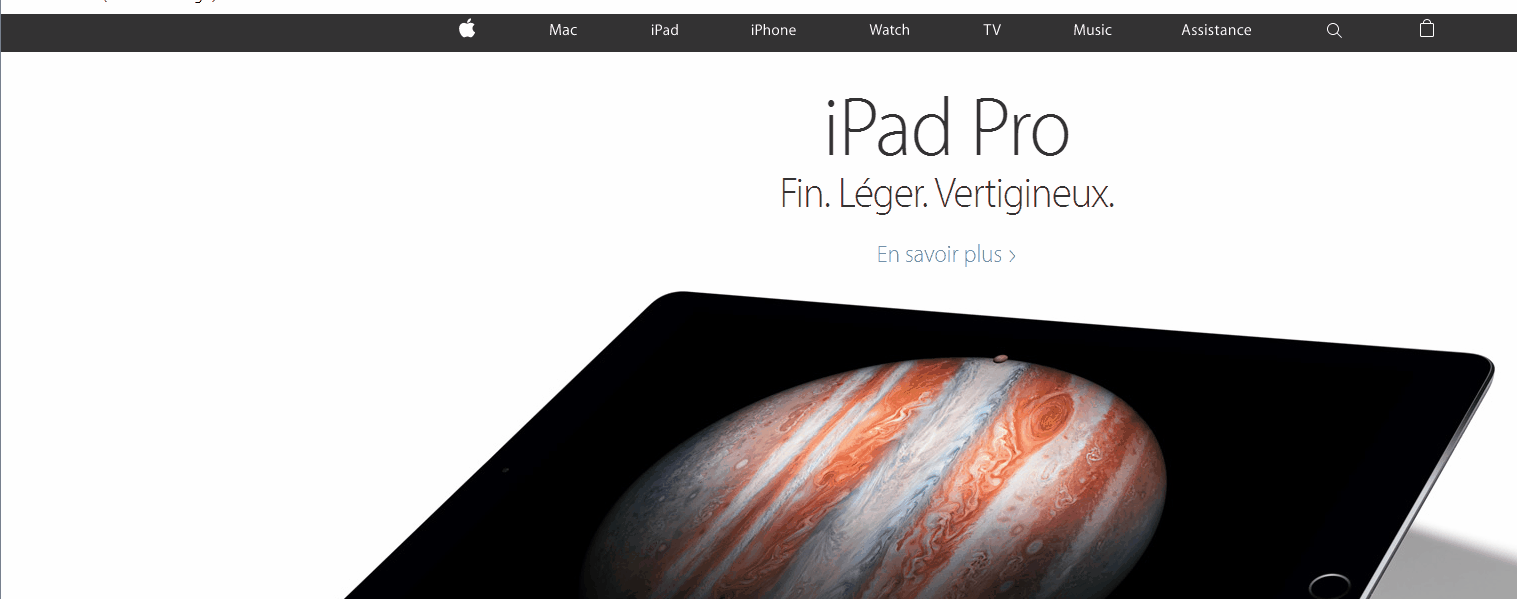 Mac iPad iPhone Watch TV Music Assistance
iPad Pro
Fin. Léger. Vertigineux.
En savoir plus >